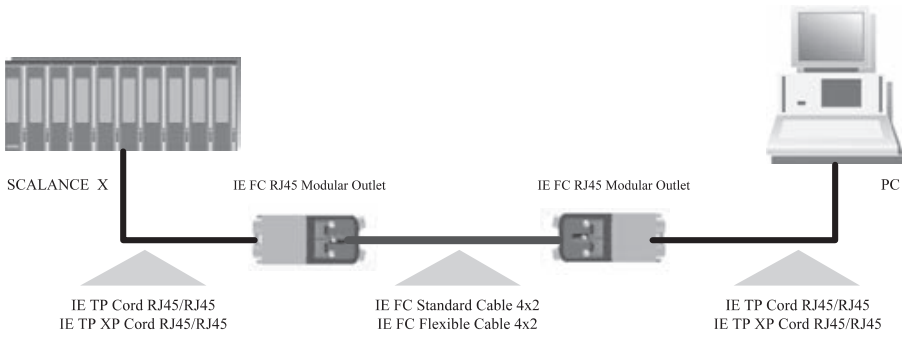 SCALANCE X
IE FC RJ45 Modular Outlet
IE FC RJ45 Modular Outlet
PC
IE TP Cord RJ45/RJ45
IE TP XP Cord RJ45/RJ45
IE FC Standard Cable 4x2
IE FC Flexible Cable 4x2
IE TP Cord RJ45/RJ45
IE TP XP Cord RJ45/RJ45